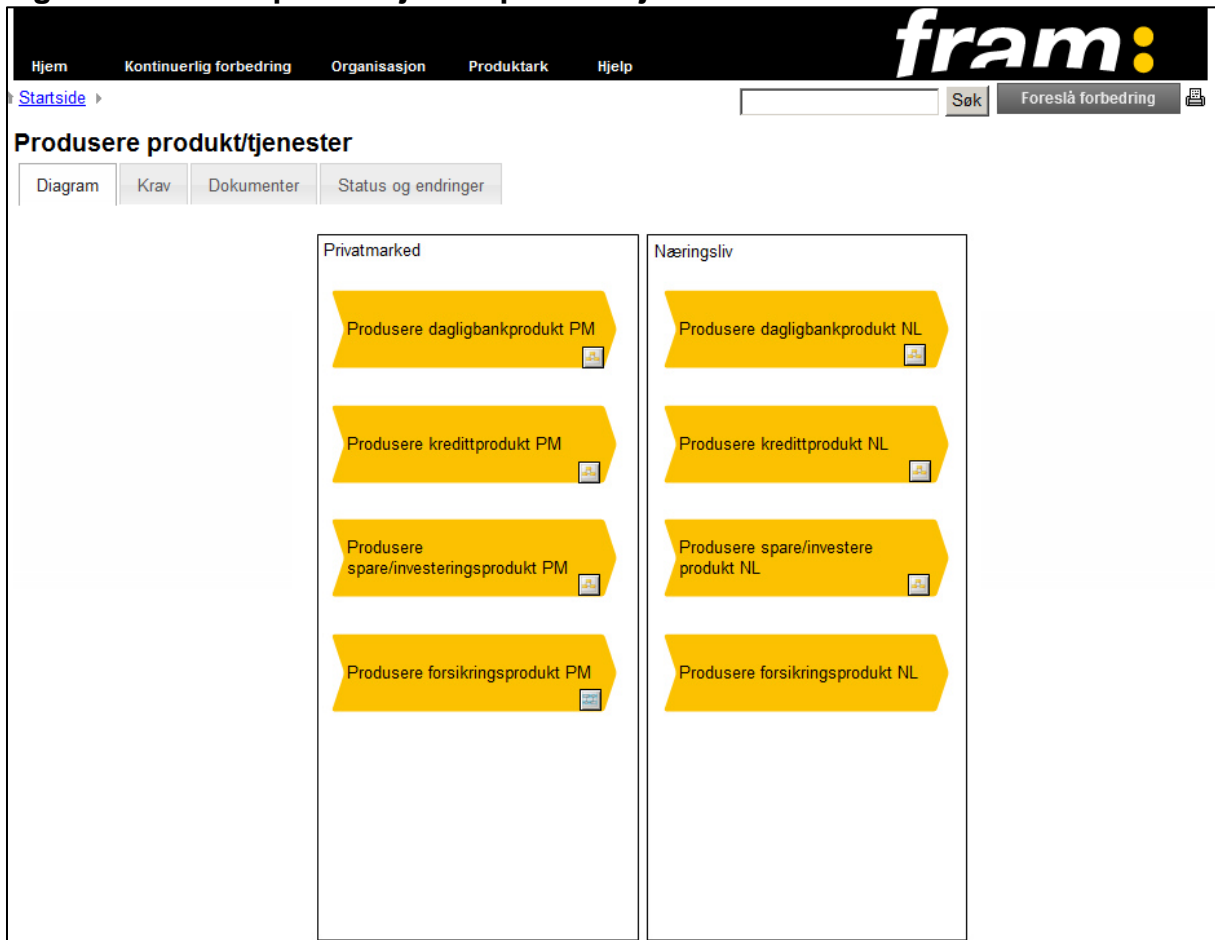 fram:
Hjem Kontinuerlig forbedring Organisasjon Produktark Hjelp
Startside
Søk
Foreslå forbedring
Produsere produkt/tjenester
Diagram Krav Dokumenter Status og endringer
Privatmarked
Produsere dagligbankprodukt PM
Produsere kredittprodukt PM
Produsere
spare/investeringsprodukt PM
Produsere forsikringsprodukt PM
Næringsliv
Produsere dagligbankprodukt NL
Produsere kredittprodukt NL
Produsere spare/investere
produkt NL
Produsere forsikringsprodukt NL